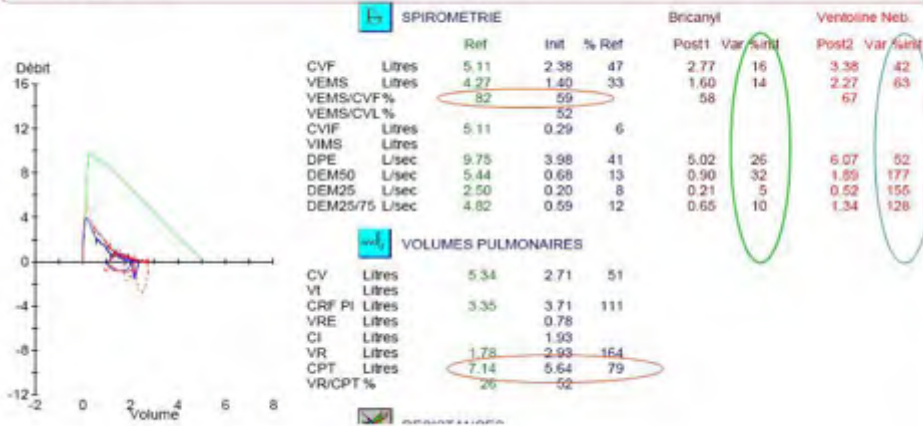 SPIROMETRIE Bricanyl Ventoline Neb.
Ref Init % Ref Post1 Var %init Post2 Var %init
CVF Litres 5.11 2.38 47 2.77 16 3.38 42
VEMS Litres 4.27 1.40 33 1.60 14 2.27 63
VEMS/CVF% 82 59 58 67
VEMS/CVL% 52
CVIF Litres 5.11 0.29 6
VIMS Litres
DPE L/sec 9.75 3.98 41 5.02 26 6.07 52
DEM50 L/sec 5.44 0.68 13 0.90 32 1.89 177
DEM25 L/sec 2.50 0.20 8 0.21 5 0.52 155
DEM25/75 L/sec 4.82 0.59 12 0.65 10 1.34 128
VOLUMES PULMONAIRES
CV Litres 5.34 2.71 51
Vt Litres
CRF Pl Litres 3.35 3.71 111
VRE Litres 0.78
CI Litres 1.93
VR Litres 1.78 2.93 164
CPT Litres 7.14 5.64 79
VR/CPT % 26 52
Débit
16
12
8
4
0
-4
-8
-12
-2 0 2 4 6 8
Volume